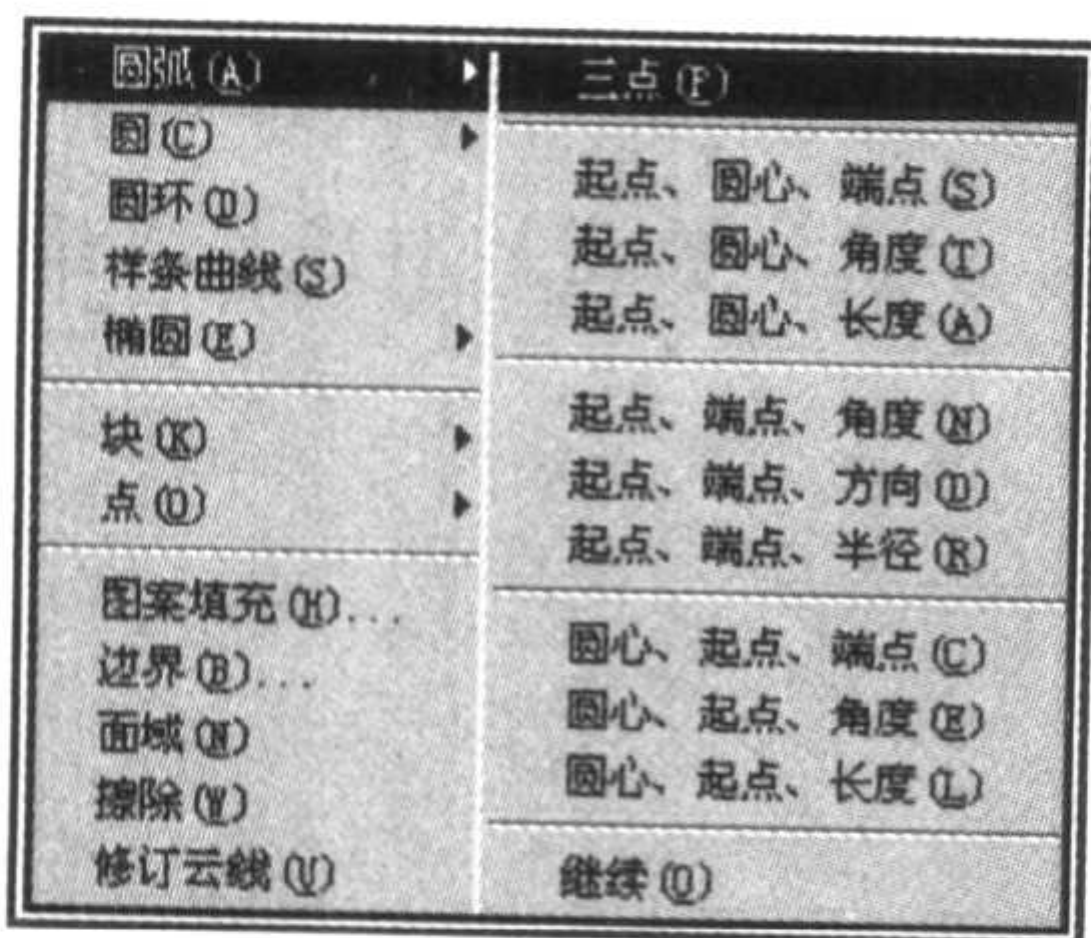 圆弧(A)
圆(C)
圆环(D)
样条曲线(S)
椭圆(E)
块(K)
点(O)
图案填充(H)...
边界(B)...
面域(N)
擦除(W)
修订云线(V)
三点(P)
起点、圆心、端点(S)
起点、圆心、角度(T)
起点、圆心、长度(A)
起点、端点、角度(N)
起点、端点、方向(D)
起点、端点、半径(R)
圆心、起点、端点(C)
圆心、起点、角度(E)
圆心、起点、长度(L)
继续(O)